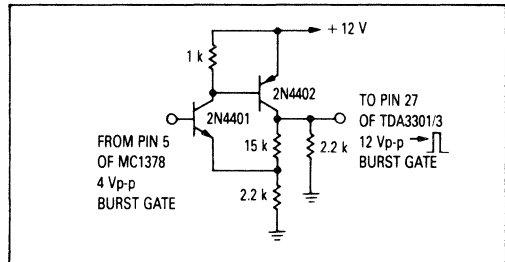 + 12 V
1 k
2N4402
2N4401
TO PIN 27
OF TDA3301/3
12 Vp-p
BURST GATE
FROM PIN 5
OF MC1378
4 Vp-p
BURST GATE
15 k
2.2 k
2.2 k